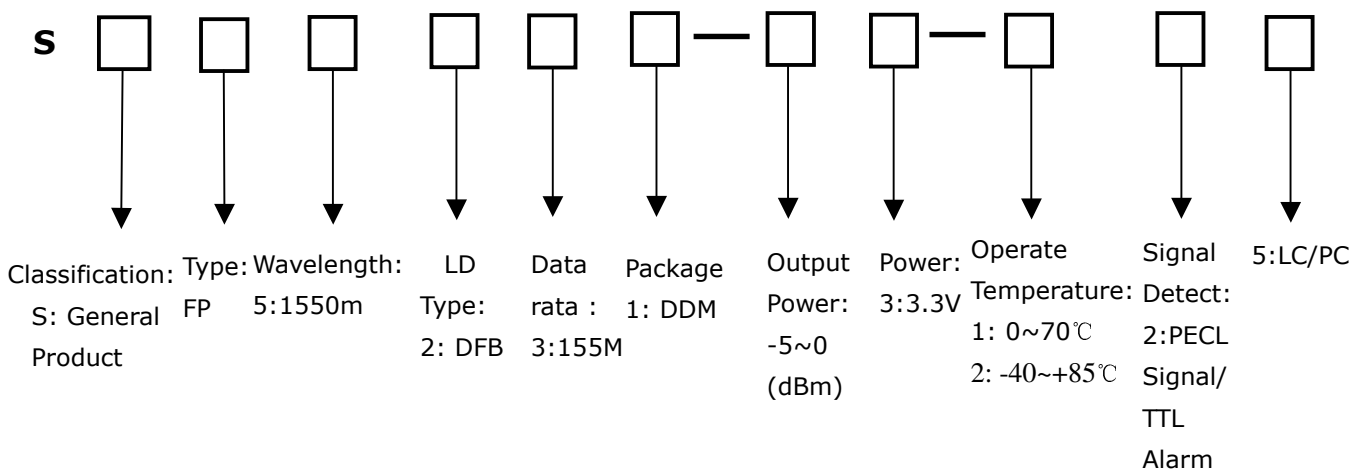 S
Classification:
S: General
Product
Type:
FP
Wavelength:
5:1550m
LD
Type:
2: DFB
Data
rata :
3:155M
Package
1: DDM
Output
Power:
-5~0
(dBm)
Power:
3:3.3V
Operate
Temperature:
1: 0~70℃
2: -40~+85℃
Signal
Detect:
2:PECL
Signal/
TTL
Alarm
5:LC/PC